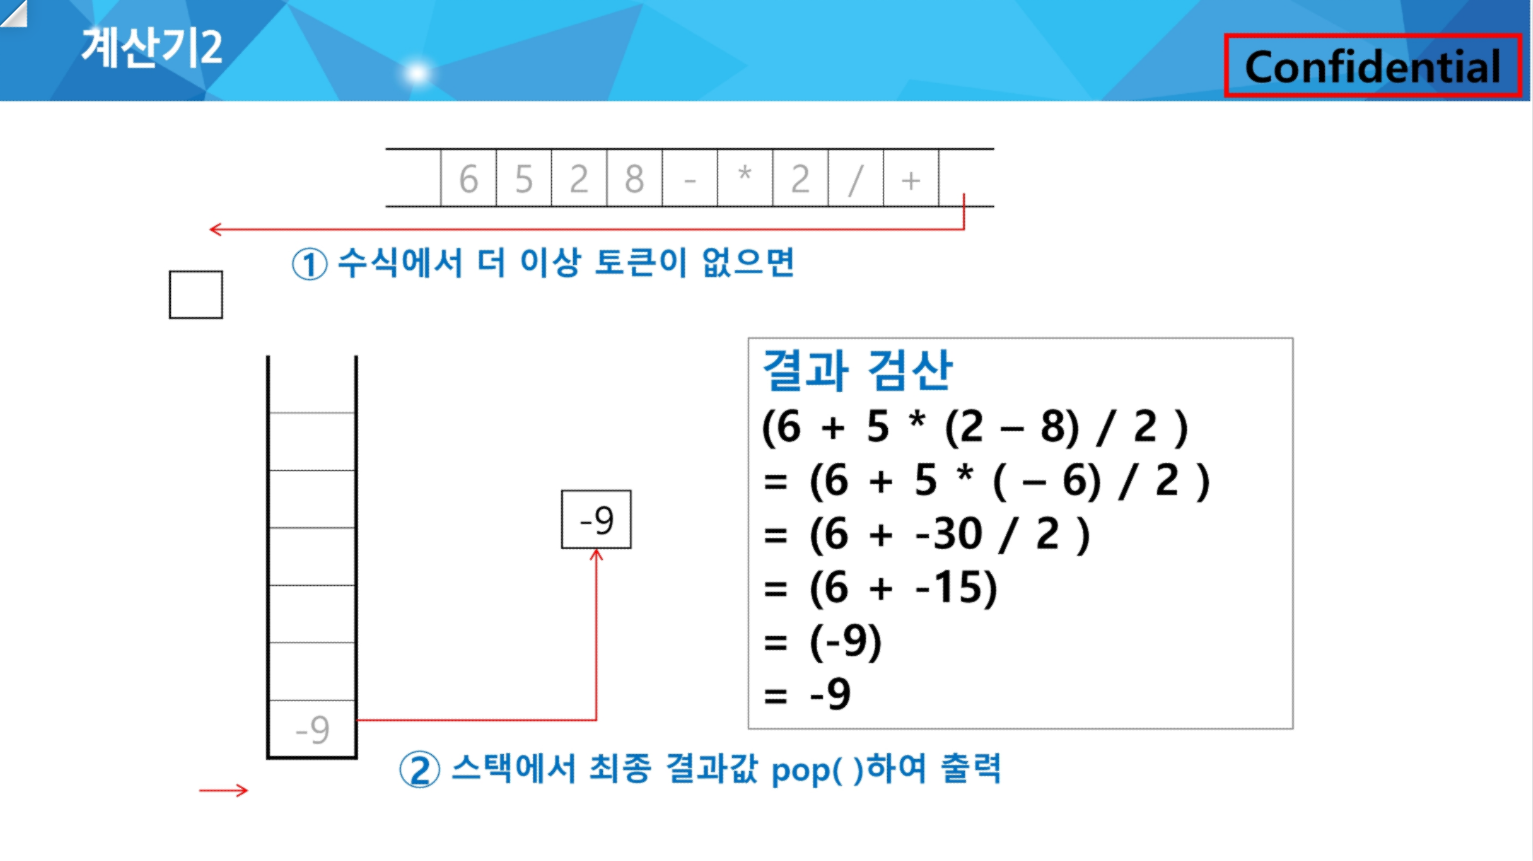 계산기2
Confidential
6 5 2 8 - * 2 / +
① 수식에서 더 이상 토큰이 없으면
결과 검산
(6 + 5 * (2 – 8) / 2 )
= (6 + 5 * ( – 6) / 2 )
= (6 + -30 / 2 )
= (6 + -15)
= (-9)
= -9
-9
-9
② 스택에서 최종 결과값 pop( )하여 출력